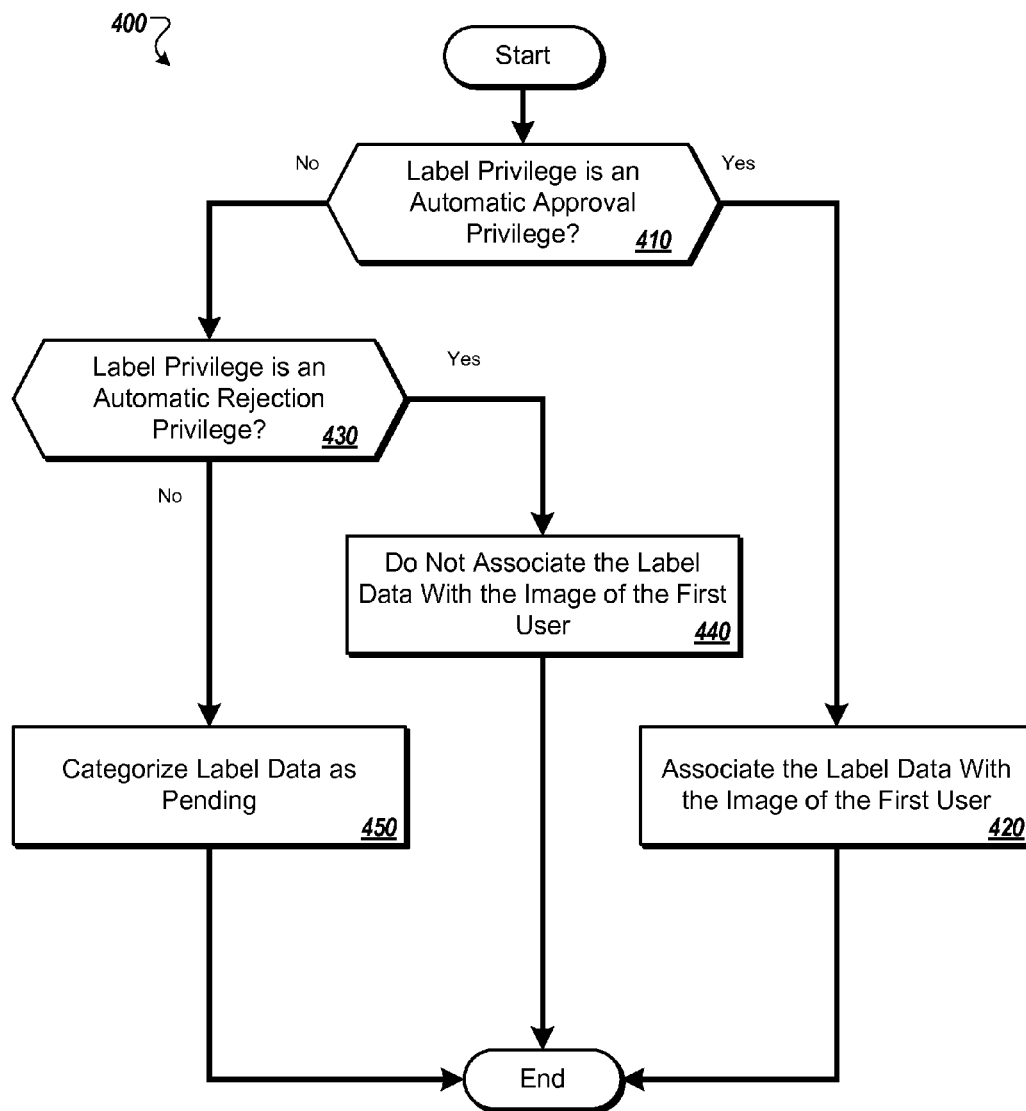 400
Start
No
Label Privilege is an
Automatic Approval
Privilege?
410
Yes
Label Privilege is an
Automatic Rejection
Privilege?
430
Yes
No
Do Not Associate the Label
Data With the Image of the First
User
440
Categorize Label Data as
Pending
450
Associate the Label Data With
the Image of the First User
420
End